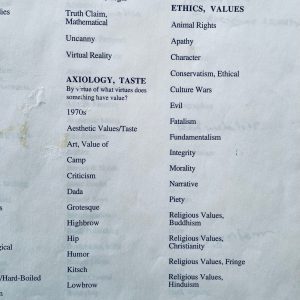 lies
Truth Claim,
Mathematical
Uncanny
Virtual Reality
AXIOLOGY, TASTE
By virtue of what virtues does
something have value?
1970s
Aesthetic Values/Taste
Art, Value of
Camp
Criticism
Dada
Grotesque
Highbrow
Hip
Humor
Kitsch
Lowbrow
gical
/Hard-Boiled
ETHICS, VALUES
Animal Rights
Apathy
Character
Conservatism, Ethical
Culture Wars
Evil
Fatalism
Fundamentalism
Integrity
Morality
Narrative
Piety
Religious Values,
Buddhism
Religious Values,
Christianity
Religious Values, Fringe
Religious Values,
Hinduism